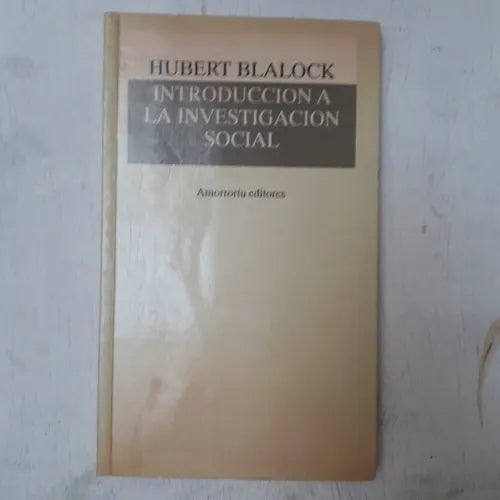 HUBERT BLALOCK
INTRODUCCION A
LA INVESTIGACION
SOCIAL
Amorrortu editores